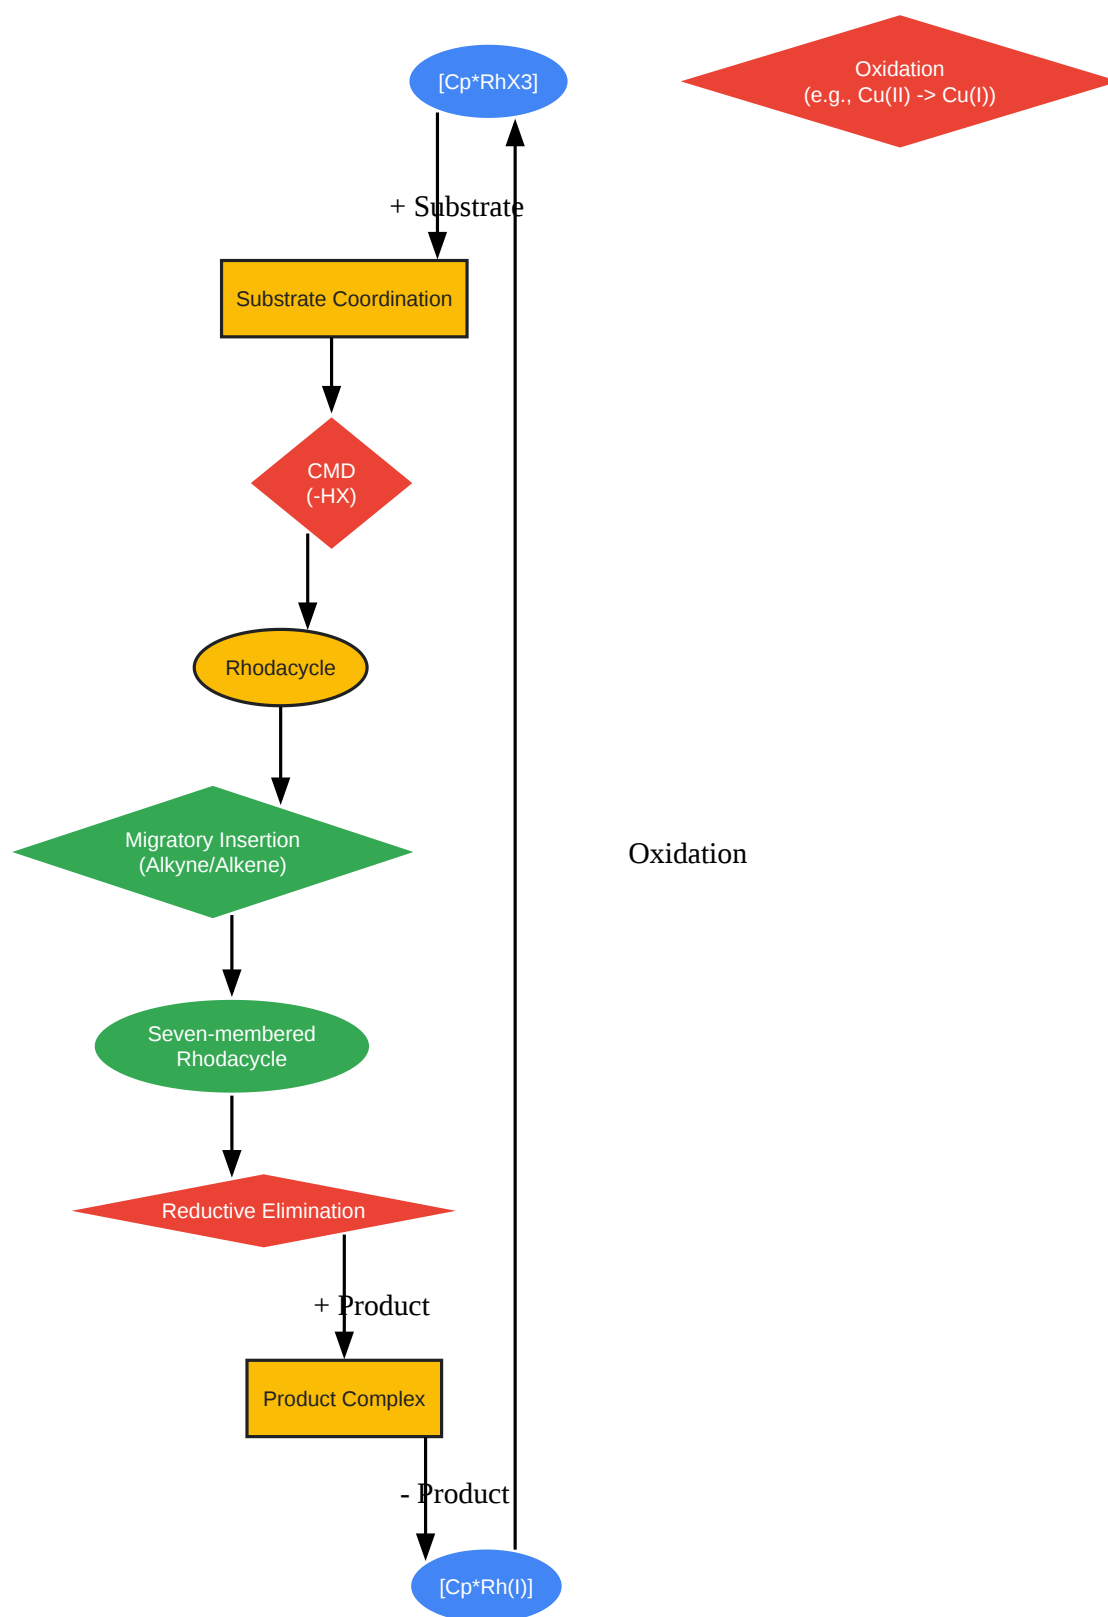 [Cp*RhX3]
Oxidation
(e.g., Cu(II) -> Cu(I))
+ Substrate
Substrate Coordination
CMD
(-HX)
Rhodacycle
Migratory Insertion
(Alkyne/Alkene)
Oxidation
Seven-membered
Rhodacycle
Reductive Elimination
+ Product
Product Complex
- Product
[Cp*Rh(I)]